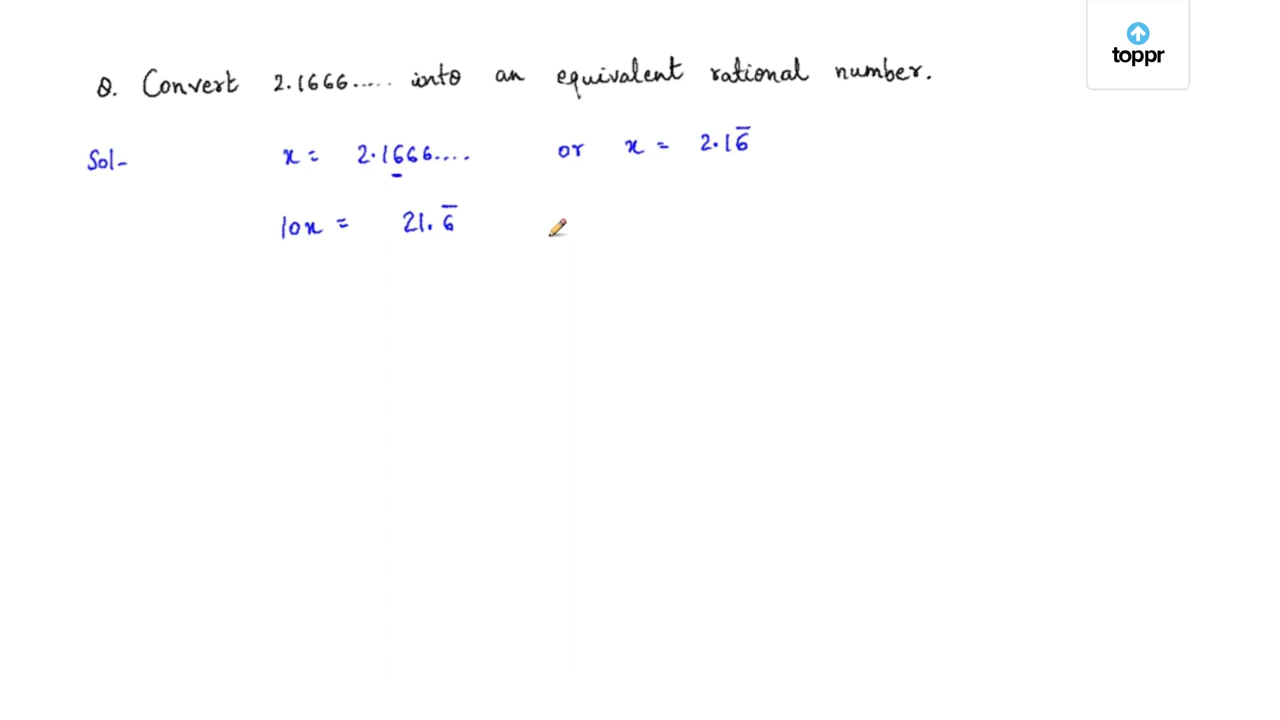 toppr
Q. Convert 2.1666..... into an equivalent rational number.
Sol- x = 2.1666.... or x = 2.16̅
10x = 21.6̅